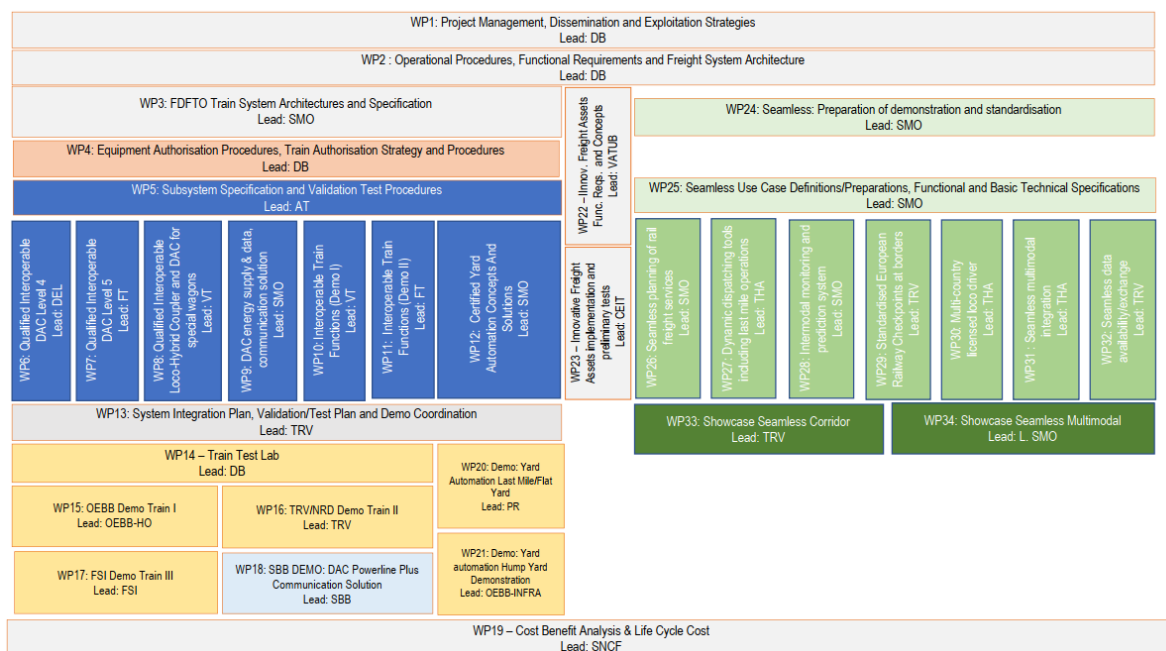 WP1: Project Management, Dissemination and Exploitation Strategies
Lead: DB
WP2 : Operational Procedures, Functional Requirements and Freight System Architecture
Lead: DB
WP3: FDFTO Train System Architectures and Specification
Lead: SMO
WP4: Equipment Authorisation Procedures, Train Authorisation Strategy and Procedures
Lead: DB
WP5: Subsystem Specification and Validation Test Procedures
Lead: AT
WP6: Qualified Interoperable
DAC Level 4
Lead: DEL
WP7: Qualified Interoperable
DAC Level 5
Lead: FT
WP8: Qualified Interoperable
Loco-Hybrid Coupler and DAC for
special wagons
Lead: VT
WP9: DAC energy supply & data,
communication solution
Lead: SMO
WP10: Interoperable Train
Functions (Demo I)
Lead: VT
WP11: Interoperable Train
Functions (Demo II)
Lead: FT
WP12: Certified Yard
Automation Concepts And
Solutions
Lead: SMO
WP22 – IInnov. Freight Assets
Func. Reqs. and Concepts
Lead: VATUB
WP23 – Innovative Freight
Assets implementation and
preliminary tests
Lead: CEIT
WP24: Seamless: Preparation of demonstration and standardisation
Lead: SMO
WP25: Seamless Use Case Definitions/Preparations, Functional and Basic Technical Specifications
Lead: SMO
WP26: Seamless planning of rail
freight services
Lead: SMO
WP27: Dynamic dispatching tools
including last mile operations
Lead: THA
WP28: Intermodal monitoring and
prediction system
Lead: SMO
WP29: Standardised European
Railway Checkpoints at borders
Lead: TRV
WP30: Multi-country
licensed loco driver
Lead: THA
WP31: Seamless multimodal
integration
Lead: THA
WP32: Seamless data
availability/exchange
Lead: TRV
WP33: Showcase Seamless Corridor
Lead: TRV
WP34: Showcase Seamless Multimodal
Lead: L. SMO
WP13: System Integration Plan, Validation/Test Plan and Demo Coordination
Lead: TRV
WP14 – Train Test Lab
Lead: DB
WP15: OEBB Demo Train I
Lead: OEBB-HO
WP16: TRV/NRD Demo Train II
Lead: TRV
WP17: FSI Demo Train III
Lead: FSI
WP18: SBB DEMO: DAC Powerline Plus
Communication Solution
Lead: SBB
WP20: Demo: Yard
Automation Last Mile/Flat
Yard
Lead: PR
WP21: Demo: Yard
automation Hump Yard
Demonstration
Lead: OEBB-INFRA
WP19 – Cost Benefit Analysis & Life Cycle Cost
Lead: SNCF